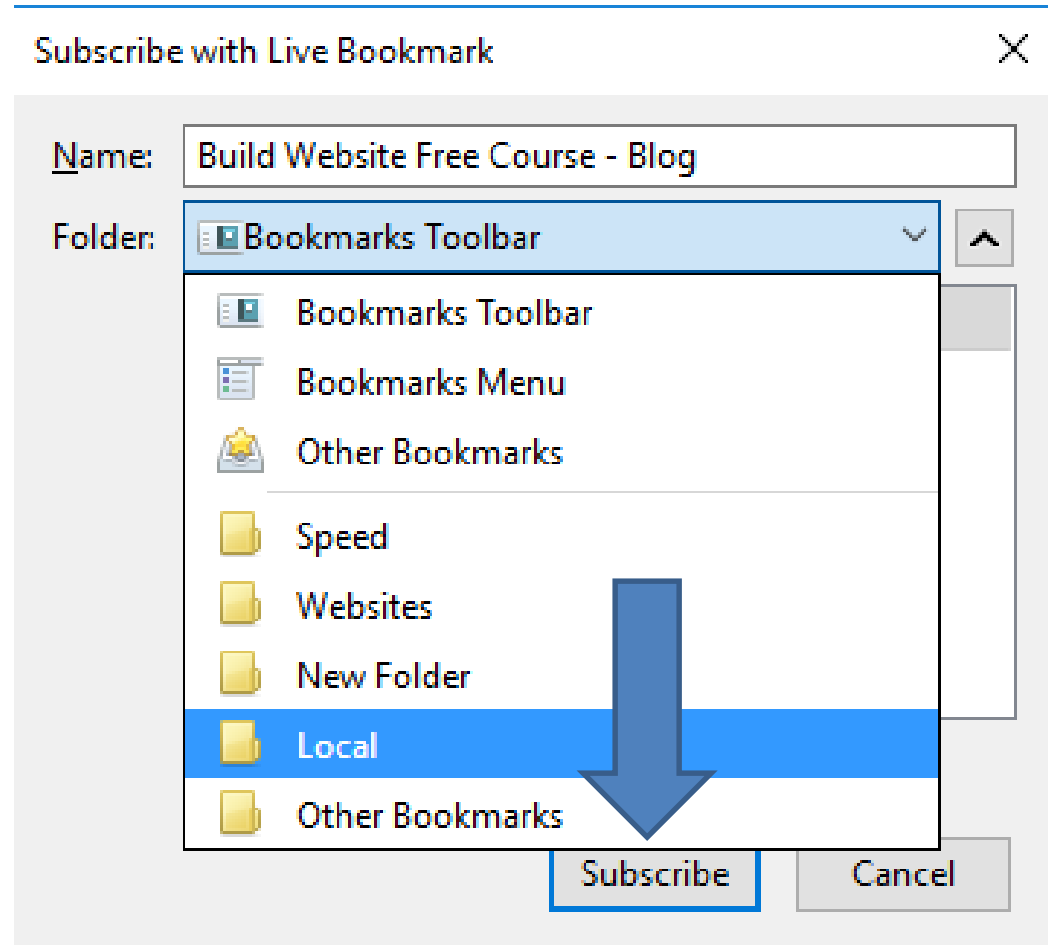 Subscribe with Live Bookmark
Name: Build Website Free Course - Blog
Folder: Bookmarks Toolbar
Bookmarks Toolbar
Bookmarks Menu
Other Bookmarks
Speed
Websites
New Folder
Local
Other Bookmarks
Subscribe Cancel